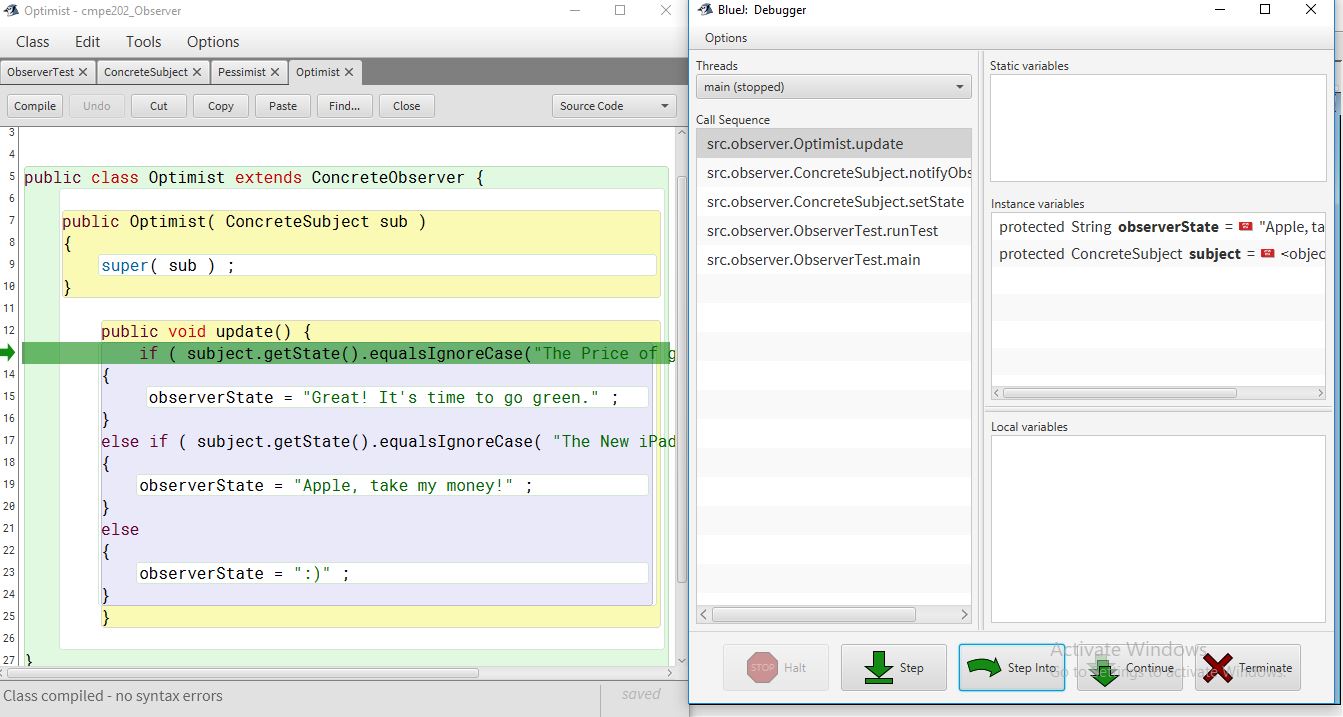 Optimist - cmpe202_Observer
Class Edit Tools Options
ObserverTest ConcreteSubject Pessimist Optimist
Compile Undo Cut Copy Paste Find... Close Source Code
3
4
5 public class Optimist extends ConcreteObserver {
6
7 public Optimist( ConcreteSubject sub )
8 {
9 super( sub ) ;
10 }
11
12 public void update() {
if ( subject.getState().equalsIgnoreCase("The Price of g
14 {
15 observerState = "Great! It's time to go green." ;
16 }
17 else if ( subject.getState().equalsIgnoreCase( "The New iPad
18 {
19 observerState = "Apple, take my money!" ;
20 }
21 else
22 {
23 observerState = ":)" ;
24 }
25 }
26
27 }
Class compiled - no syntax errors
saved
BlueJ: Debugger
Options
Threads
main (stopped)
Call Sequence
src.observer.Optimist.update
src.observer.ConcreteSubject.notifyObs
src.observer.ConcreteSubject.setState
src.observer.ObserverTest.runTest
src.observer.ObserverTest.main
Static variables
Instance variables
protected String observerState = "Apple, ta
protected ConcreteSubject subject = <objec
Local variables
STOP Halt Step Step Into Continue Terminate
Activate Windows
Go to Settings to activate Windows.